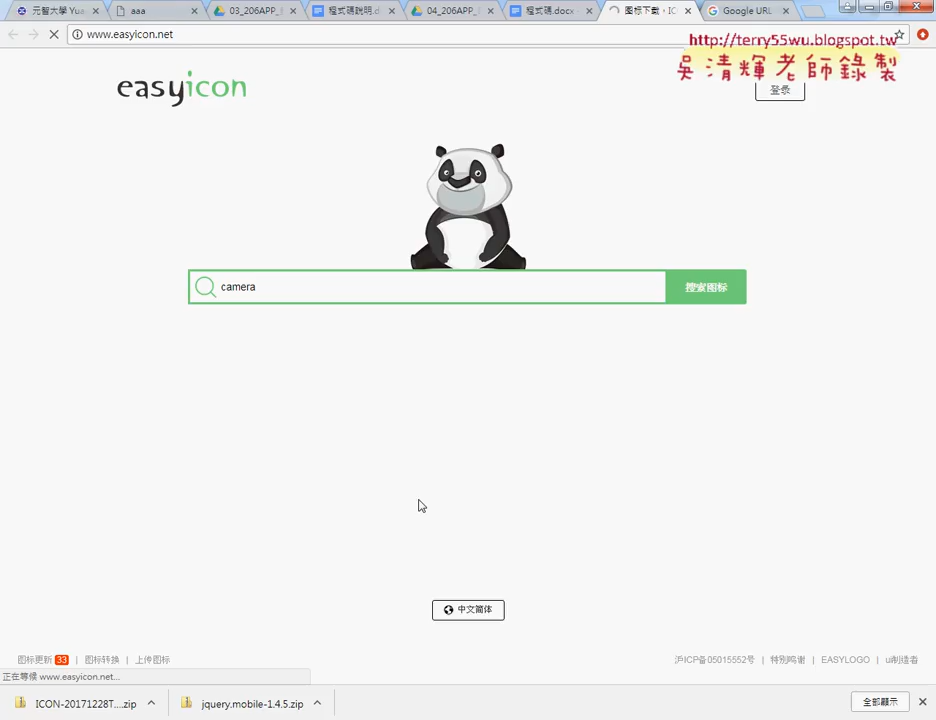 元智大學 Yua
aaa
03_206APP_
程式碼說明.d
04_206APP_
程式碼.docx
图标下载，IC
Google URL
www.easyicon.net
http://terry55wu.blogspot.tw
吳清輝老師錄製
easyicon
登录
camera
搜索图标
中文简体
图标更新 33 | 图标转换 | 上传图标
沪ICP备05015552号 | 特别鸣谢 | EASYLOGO | ui制造者
正在等候 www.easyicon.net...
ICON-20171228T....zip
jquery.mobile-1.4.5.zip
全部顯示